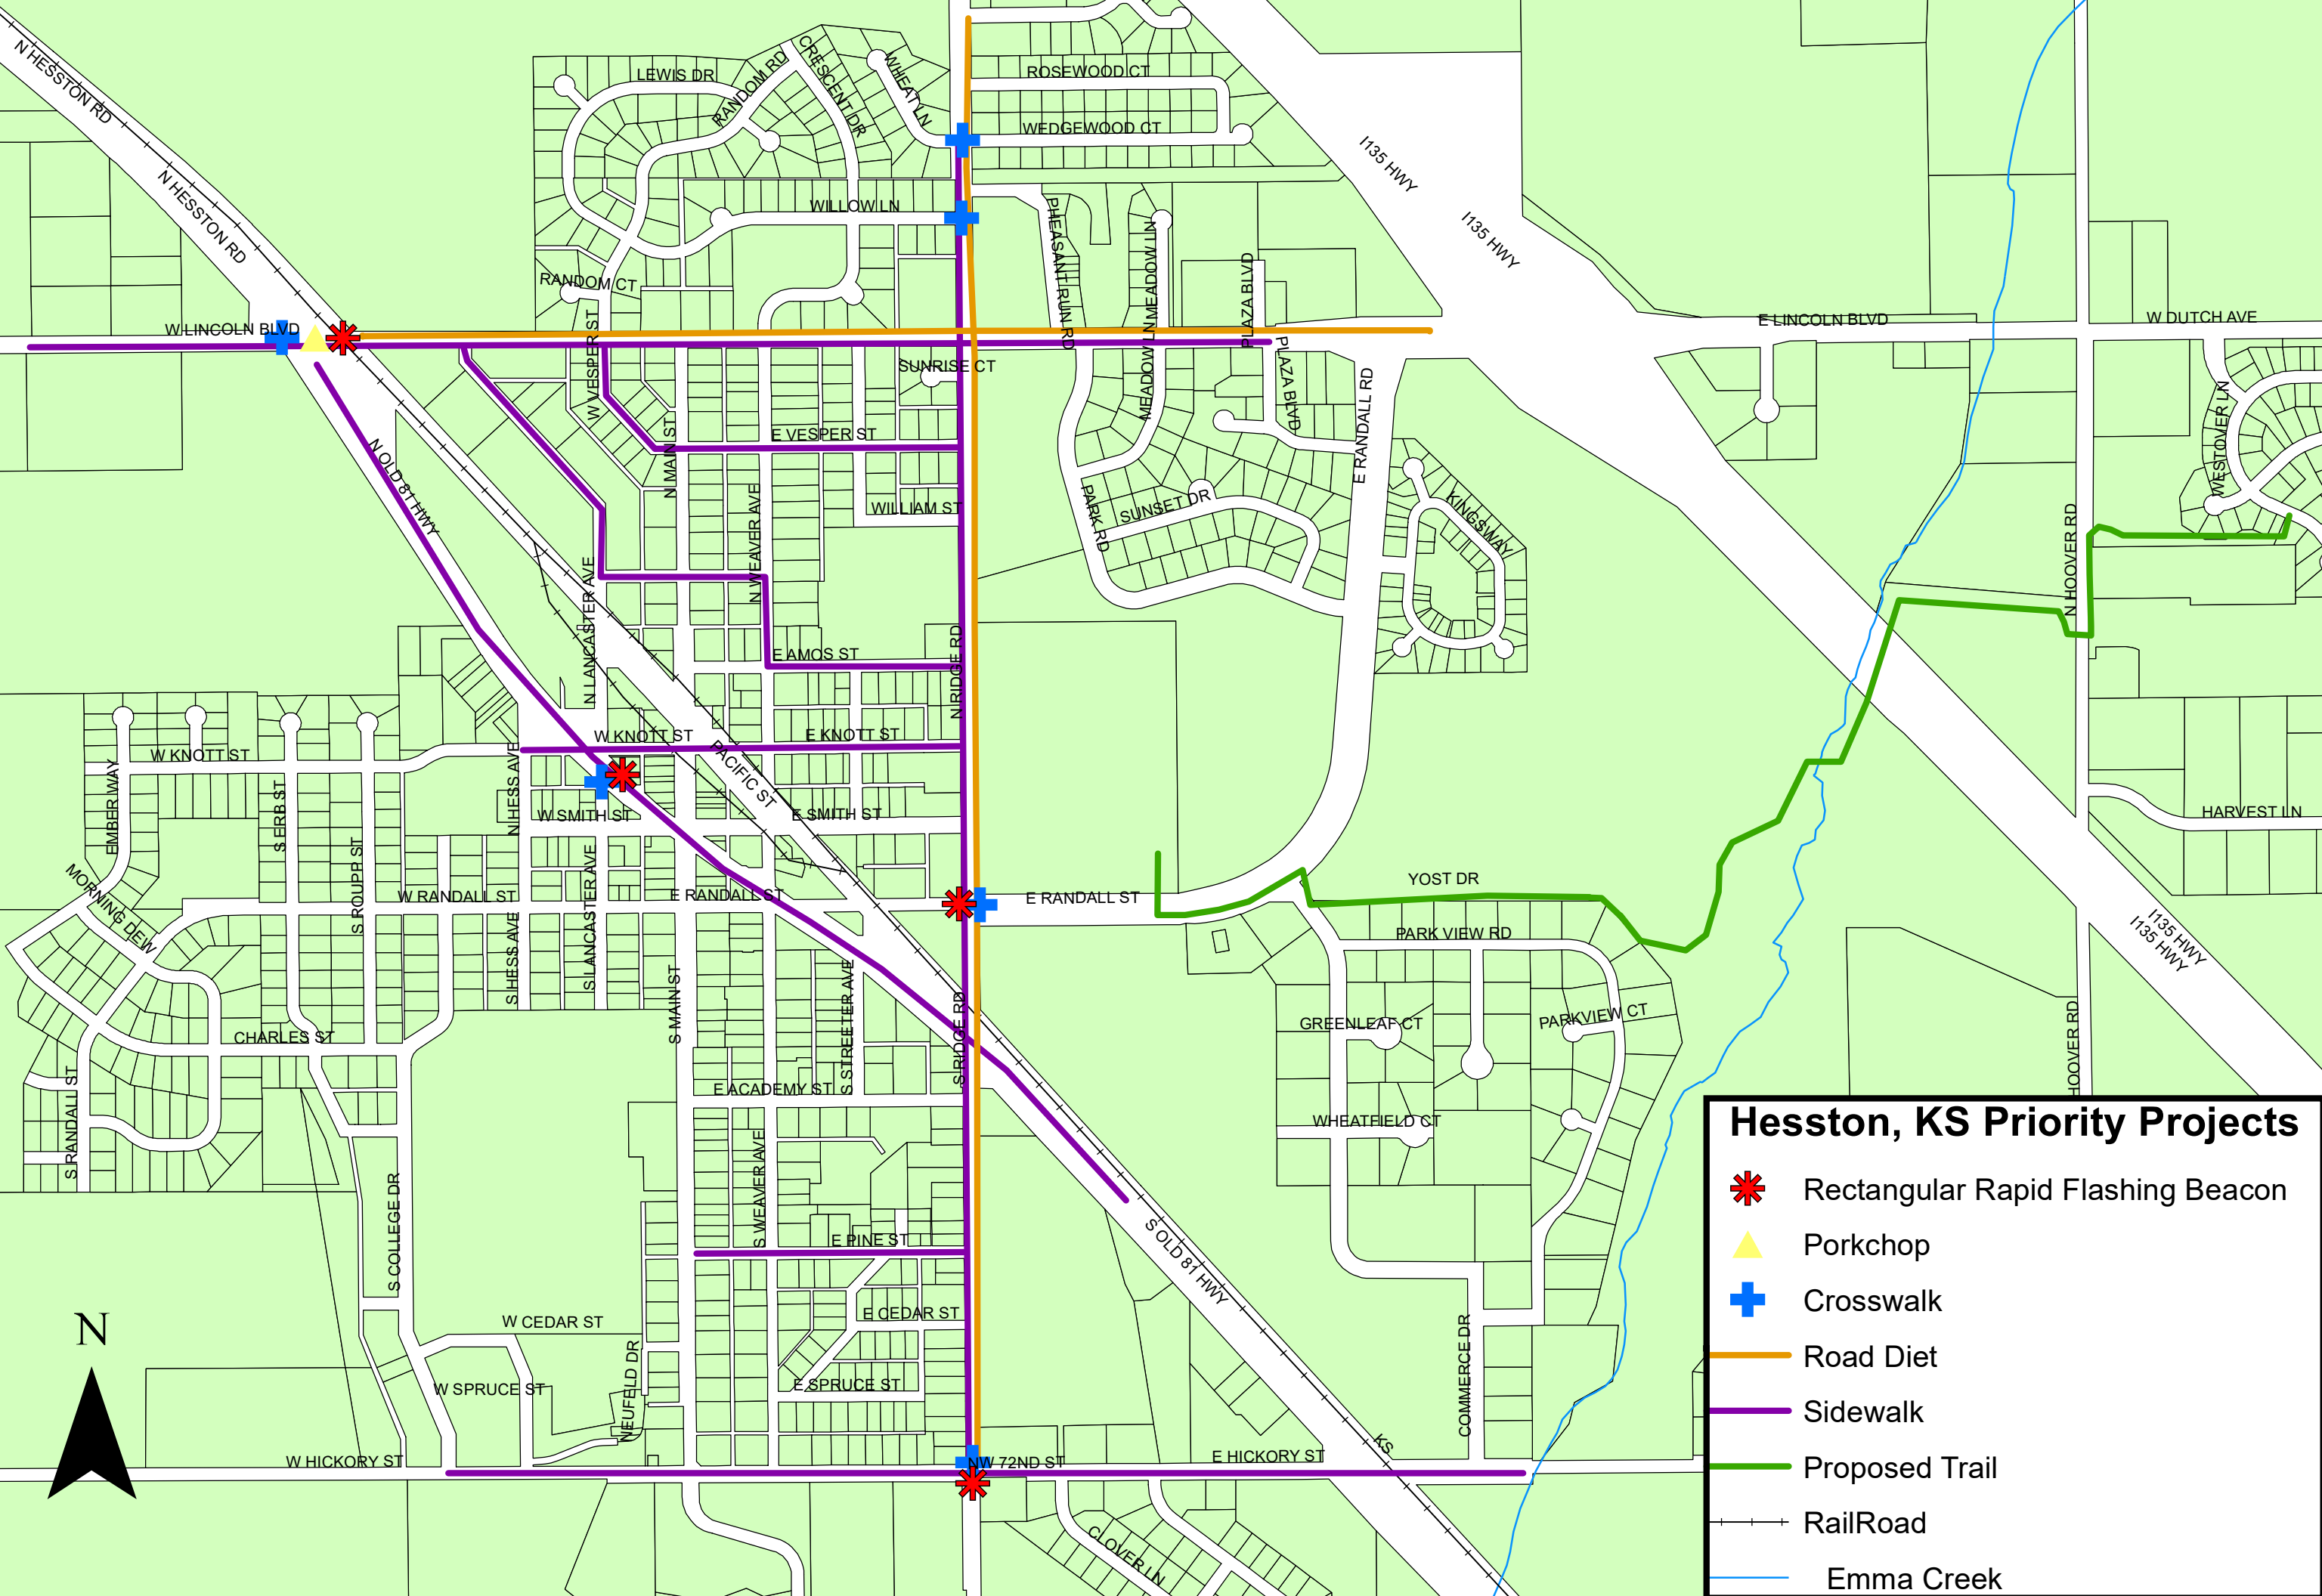 N HESSTON RD
N HESSTON RD
LEWIS DR
RANDOM RD
CRESCENT DR
WHEAT LN
ROSEWOOD CT
WEDGEWOOD CT
I135 HWY
I135 HWY
WILLOW LN
RANDOM CT
PHEASANT RUN RD
MEADOW LN
MEADOW LN
PLAZA BLVD
PLAZA BLVD
W LINCOLN BLVD
E LINCOLN BLVD
W DUTCH AVE
W VESPER ST
SUNRISE CT
E VESPER ST
N MAIN ST
E RANDALL RD
WESTOVER LN
N OLD 81 HWY
N WEAVER AVE
WILLIAM ST
PARK RD
SUNSET DR
KINGSWAY
N HOOVER RD
N LANCASTER AVE
E AMOS ST
N RIDGE RD
W KNOTT ST
W KNOTT ST
E KNOTT ST
PACIFIC ST
EMBER WAY
S ERB ST
N HESS AVE
W SMITH ST
E SMITH ST
HARVEST LN
S ROUPP ST
MORNING DEW
W RANDALL ST
S LANCASTER AVE
E RANDALL ST
E RANDALL ST
YOST DR
PARK VIEW RD
I135 HWY
I135 HWY
S HESS AVE
S MAIN ST
S STREETER AVE
S RIDGE RD
CHARLES ST
GREENLEAF CT
PARKVIEW CT
HOOVER RD
S RANDALL ST
E ACADEMY ST
WHEATFIELD CT
S COLLEGE DR
S WEAVER AVE
E PINE ST
S OLD 81 HWY
W CEDAR ST
E CEDAR ST
NEUFELD DR
COMMERCE DR
W SPRUCE ST
E SPRUCE ST
W HICKORY ST
NW 72ND ST
E HICKORY ST
KS
CLOVER LN
N
Hesston, KS Priority Projects
Rectangular Rapid Flashing Beacon
Porkchop
Crosswalk
Road Diet
Sidewalk
Proposed Trail
RailRoad
Emma Creek